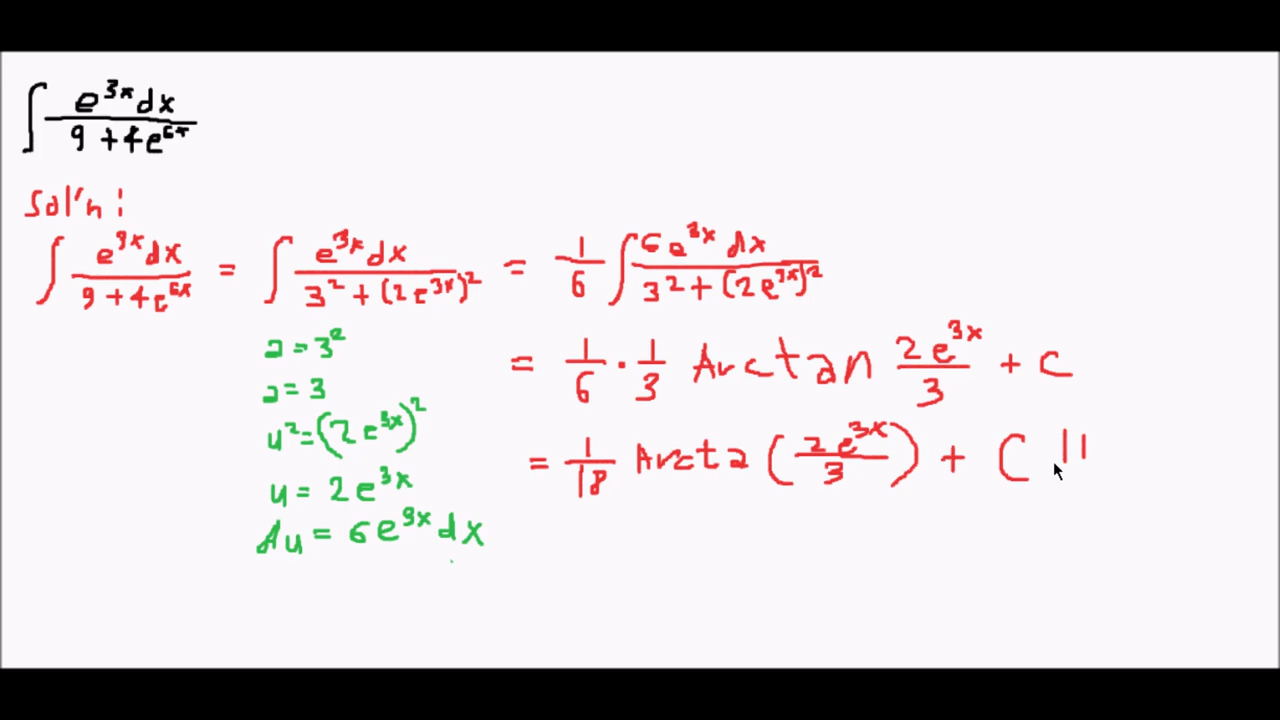 ∫ e^{3x} dx / (9 + 4e^{6x})
Sol'n :
∫ e^{3x} dx / (9 + 4e^{6x}) = ∫ e^{3x} dx / (3² + (2e^{3x})²) = 1/6 ∫ 6e^{3x} dx / (3² + (2e^{3x})²)
a = 3²
a = 3
u² = (2e^{3x})²
u = 2e^{3x}
du = 6e^{3x} dx
= 1/6 · 1/3 Arctan 2e^{3x}/3 + C
= 1/18 Arcta (2e^{3x}/3) + C //